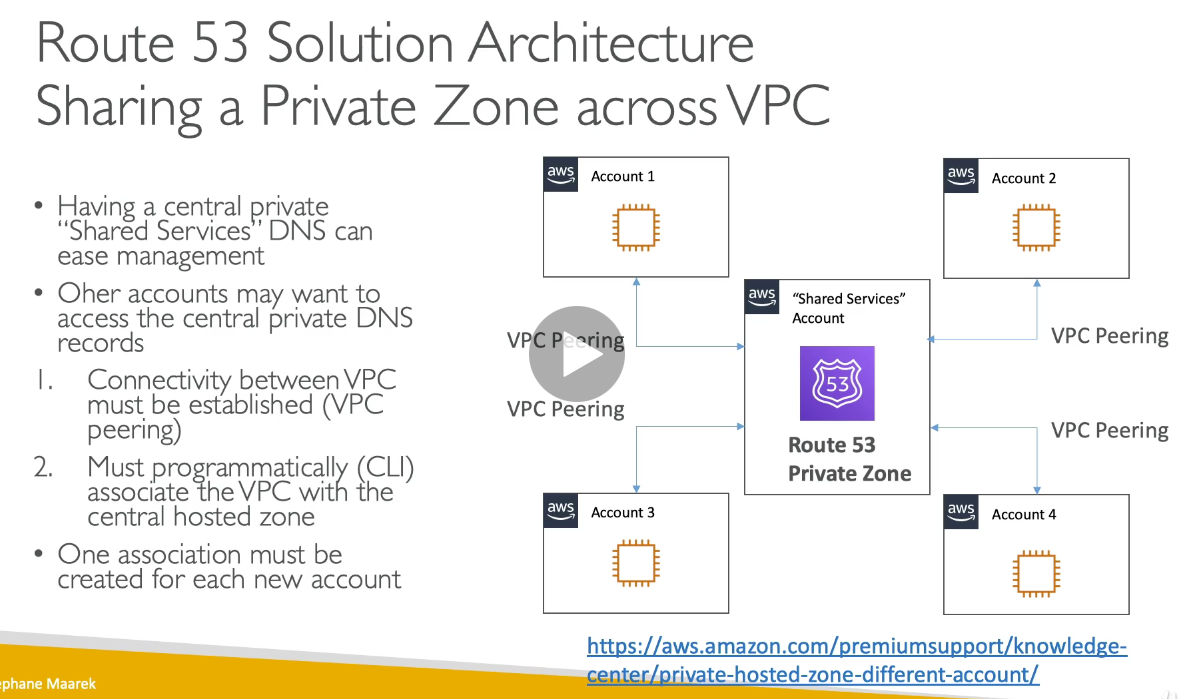 Route 53 Solution Architecture
Sharing a Private Zone across VPC
• Having a central private
“Shared Services” DNS can
ease management
• Oher accounts may want to
access the central private DNS
records
1. Connectivity between VPC
must be established (VPC
peering)
2. Must programmatically (CLI)
associate the VPC with the
central hosted zone
• One association must be
created for each new account
aws Account 1
aws Account 2
aws “Shared Services”
Account
VPC Peering
VPC Peering
VPC Peering
VPC Peering
53
Route 53
Private Zone
aws Account 3
aws Account 4
https://aws.amazon.com/premiumsupport/knowledge-
center/private-hosted-zone-different-account/
ephane Maarek